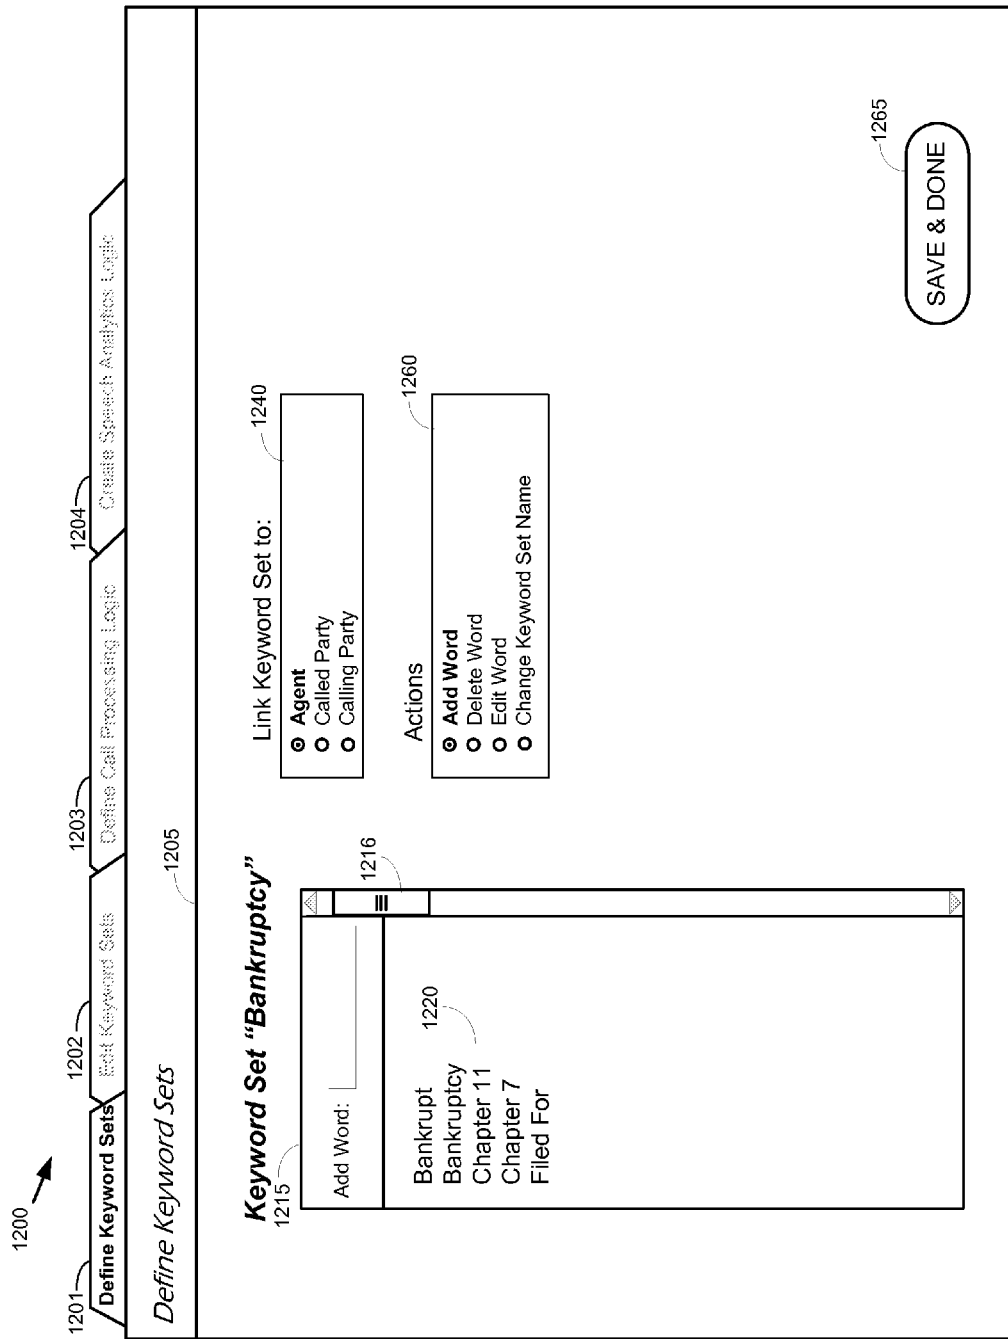 1200
1201
1202
1203
1204
Define Keyword Sets
Edit Keyword Sets
Define Call Processing Logic
Create Speech Analytics Logic
Define Keyword Sets
1205
Keyword Set “Bankruptcy”
1215
Add Word:
1216
Bankrupt
Bankruptcy
Chapter 11
Chapter 7
Filed For
1220
Link Keyword Set to:
1240
Agent
Called Party
Calling Party
Actions
1260
Add Word
Delete Word
Edit Word
Change Keyword Set Name
1265
SAVE & DONE